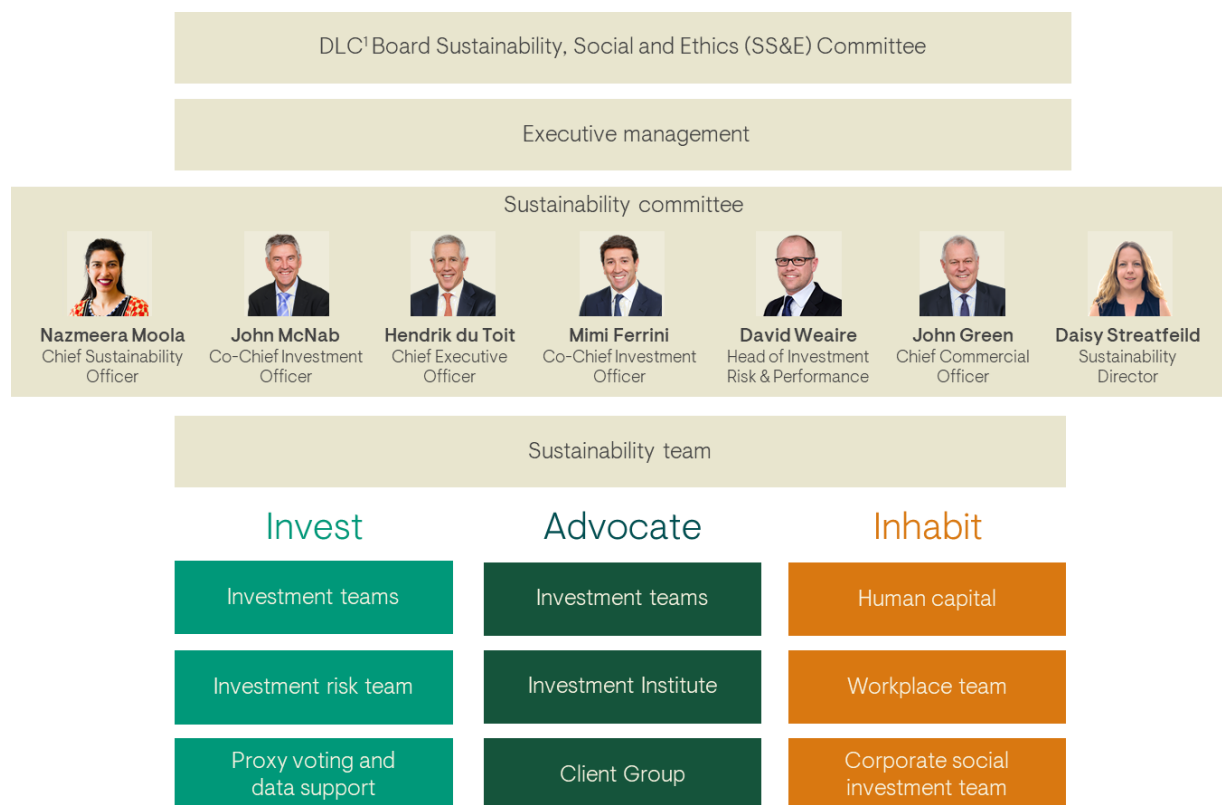 DLC¹ Board Sustainability, Social and Ethics (SS&E) Committee
Executive management
Sustainability committee
Nazmeera Moola
Chief Sustainability
Officer
John McNab
Co-Chief Investment
Officer
Hendrik du Toit
Chief Executive
Officer
Mimi Ferrini
Co-Chief Investment
Officer
David Weaire
Head of Investment
Risk & Performance
John Green
Chief Commercial
Officer
Daisy Streatfeild
Sustainability
Director
Sustainability team
Invest
Investment teams
Investment risk team
Proxy voting and
data support
Advocate
Investment teams
Investment Institute
Client Group
Inhabit
Human capital
Workplace team
Corporate social
investment team